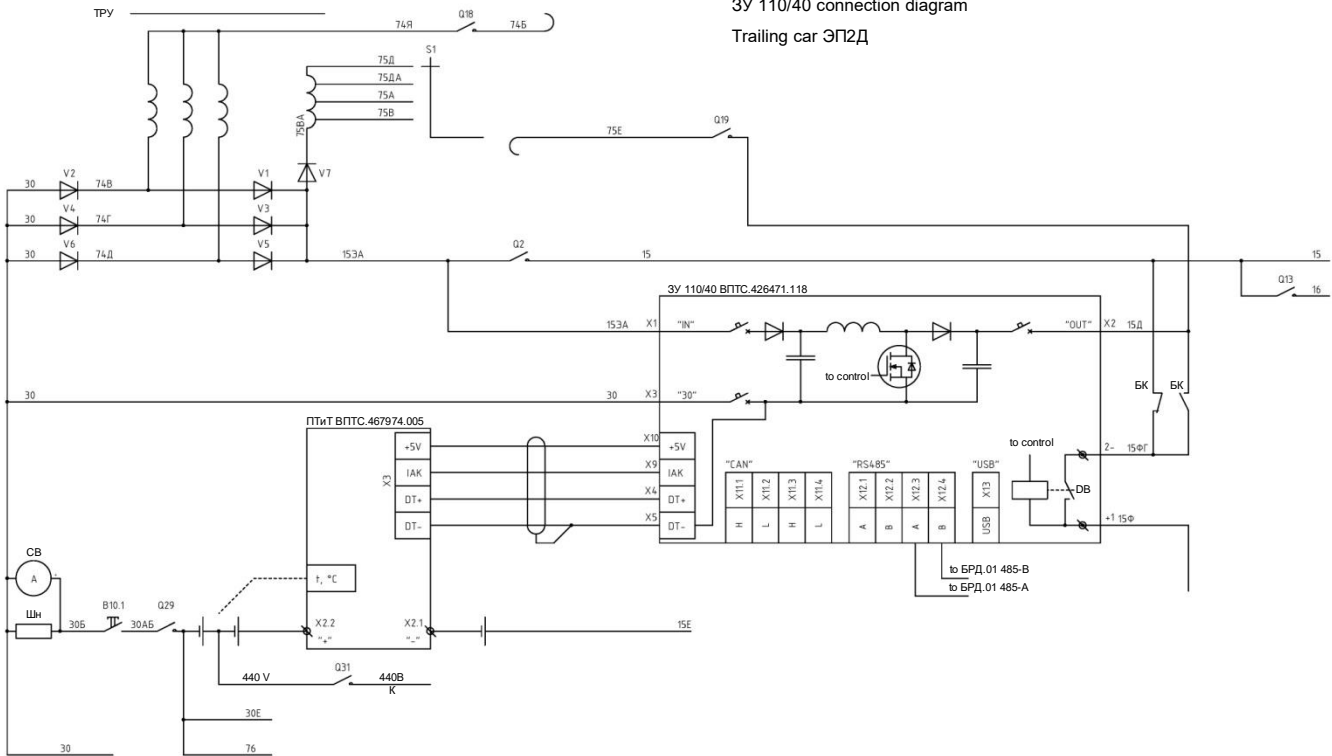 ЗУ 110/40 connection diagram
Trailing car ЭП2Д
ТРУ
74Я
Q18
74Б
S1
75Д
75ДА
75А
75В
75ВА
75Е
Q19
V7
30
V2
74В
V1
30
V4
74Г
V3
30
V6
74Д
V5
15ЭА
Q2
15
15
Q13
16
ЗУ 110/40 ВПТС.426471.118
15ЭА
X1
"IN"
"OUT"
X2
15Д
to control
30
30
X3
"30"
БК
БК
ПТиТ ВПТС.467974.005
X3
+5V
IAK
DT+
DT-
X10
+5V
X9
IAK
X4
DT+
X5
DT-
"CAN"
X11.1
X11.2
X11.3
X11.4
H
L
H
L
"RS485"
X12.1
X12.2
X12.3
X12.4
A
B
A
B
"USB"
X13
USB
to control
2-
15ФГ
DB
+1
15Ф
to БРД.01 485-B
to БРД.01 485-A
СВ
A
Шн
30Б
В10.1
30АБ
Q29
t, °C
X2.2
"+"
X2.1
"-"
15Е
440 V
Q31
440В
К
30Е
30
76